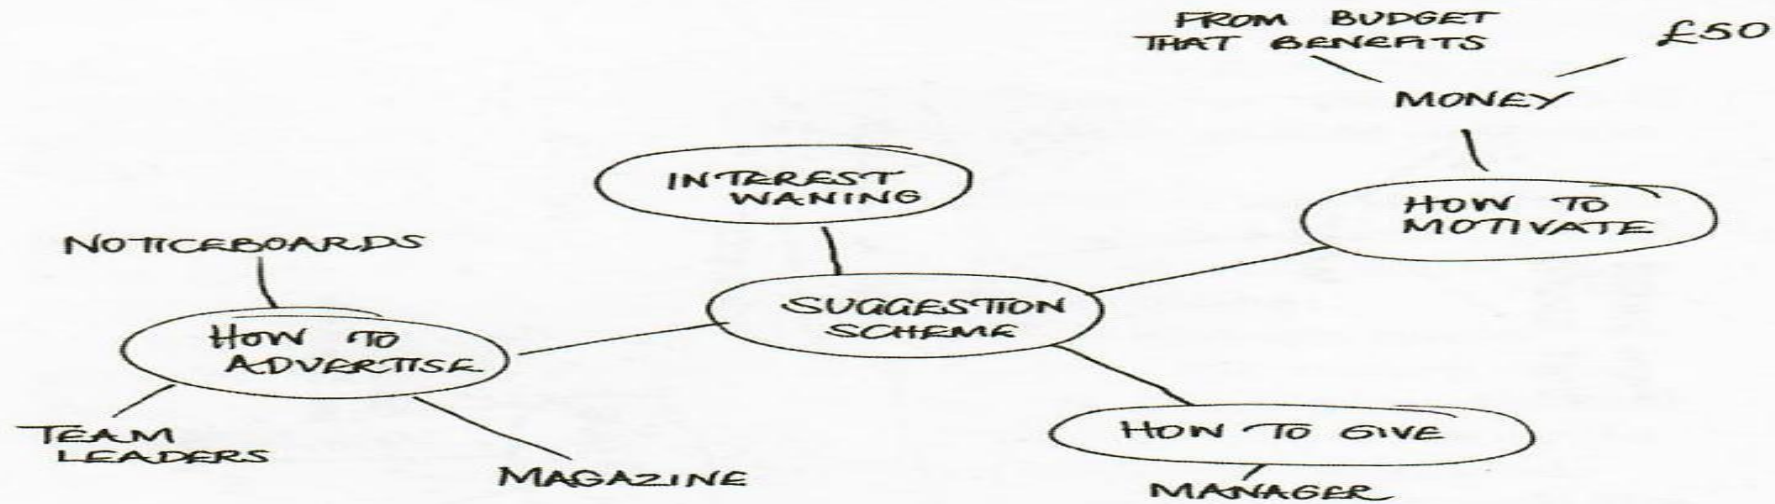 FROM BUDGET
THAT BENEFITS
£50
MONEY
INTEREST
WANING
HOW TO
MOTIVATE
NOTICEBOARDS
SUGGESTION
SCHEME
HOW TO
ADVERTISE
TEAM
LEADERS
MAGAZINE
HOW TO GIVE
MANAGER